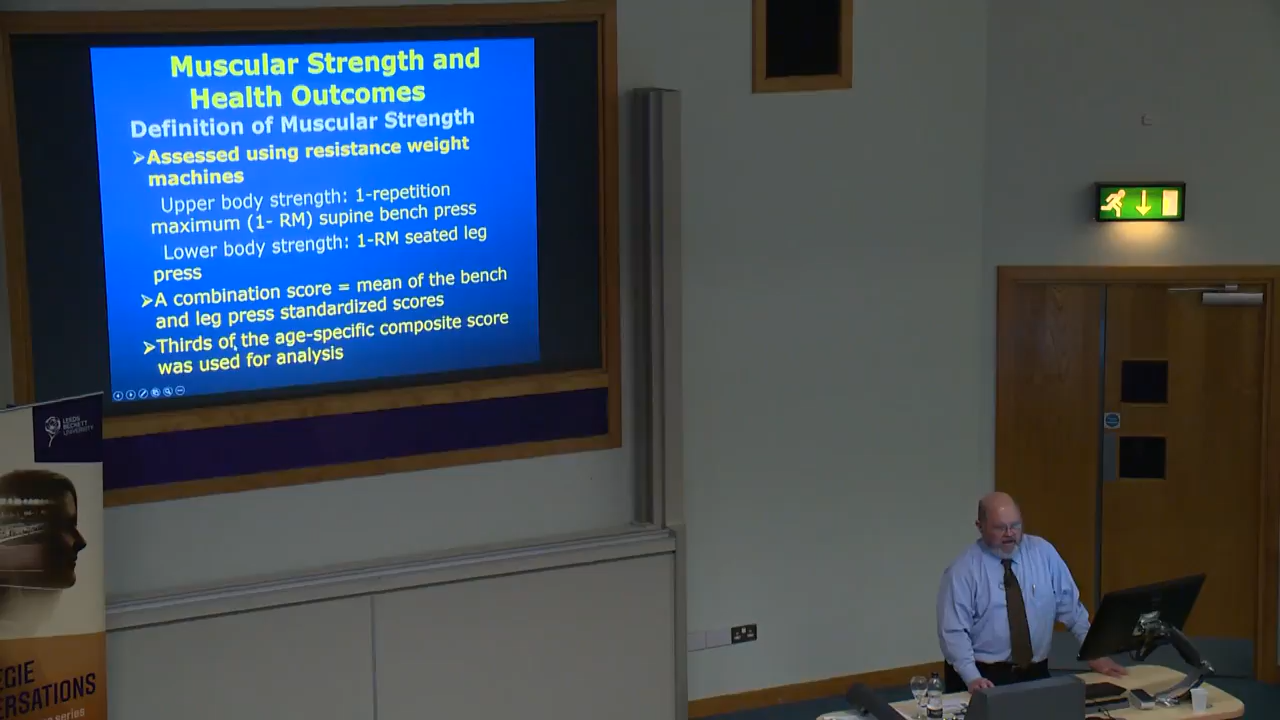 Muscular Strength and
Health Outcomes
Definition of Muscular Strength
➢Assessed using resistance weight
machines
Upper body strength: 1-repetition
maximum (1- RM) supine bench press
Lower body strength: 1-RM seated leg
press
➢A combination score = mean of the bench
and leg press standardized scores
➢Thirds of the age-specific composite score
was used for analysis
LEEDS
BECKETT
UNIVERSITY
EGIE
ERSATIONS
series